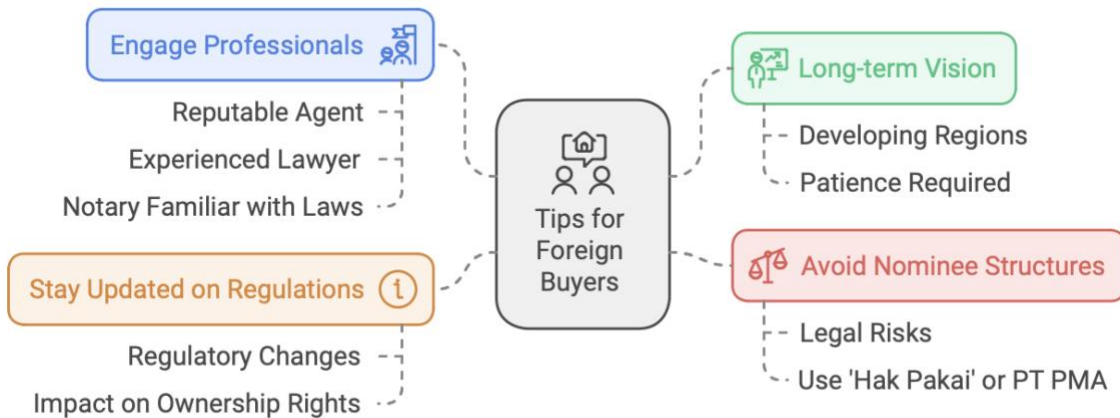 Engage Professionals
Reputable Agent
Experienced Lawyer
Notary Familiar with Laws
Stay Updated on Regulations
Regulatory Changes
Impact on Ownership Rights
Tips for
Foreign
Buyers
Long-term Vision
Developing Regions
Patience Required
Avoid Nominee Structures
Legal Risks
Use 'Hak Pakai' or PT PMA